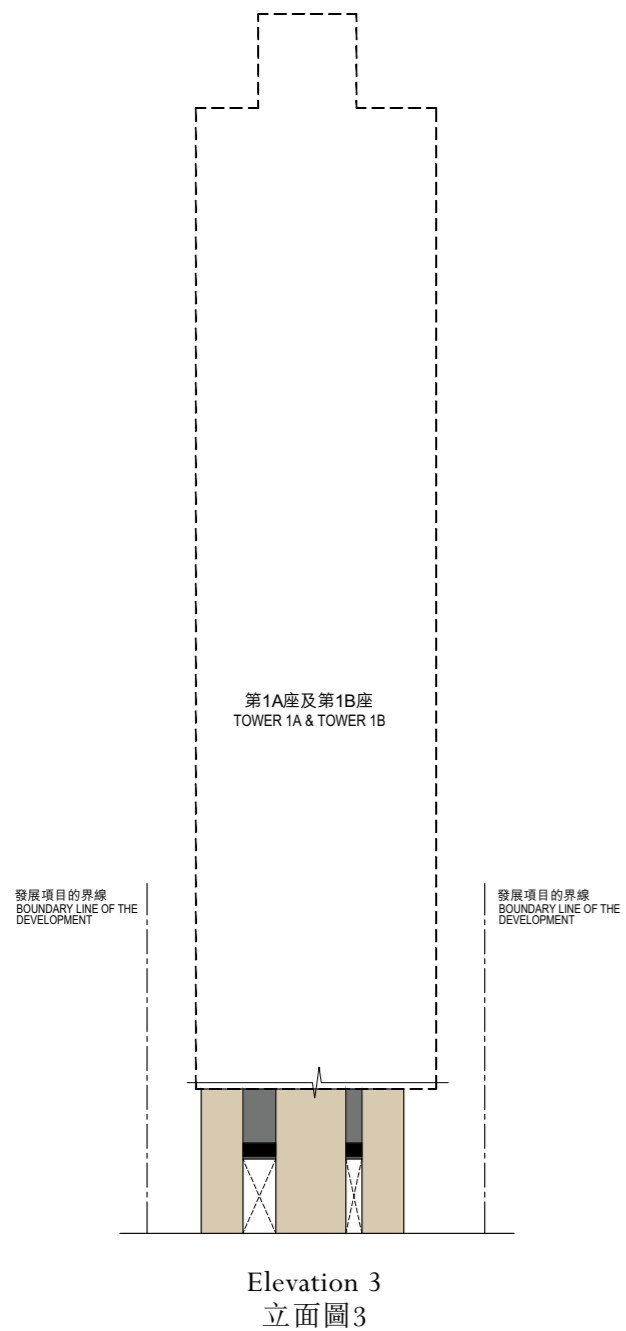 第1A座及第1B座
TOWER 1A & TOWER 1B
發展項目的界線
BOUNDARY LINE OF THE
DEVELOPMENT
發展項目的界線
BOUNDARY LINE OF THE
DEVELOPMENT
Elevation 3
立面圖3